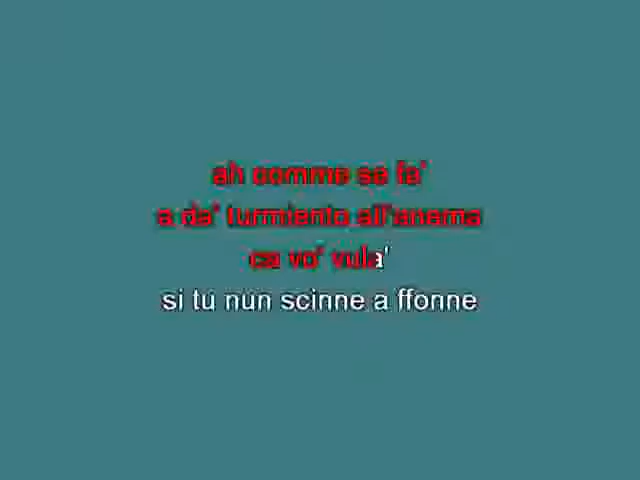 ah comme se fa'
a da' turmiento all'anema
ca vo' vula'
si tu nun scinne a ffonne